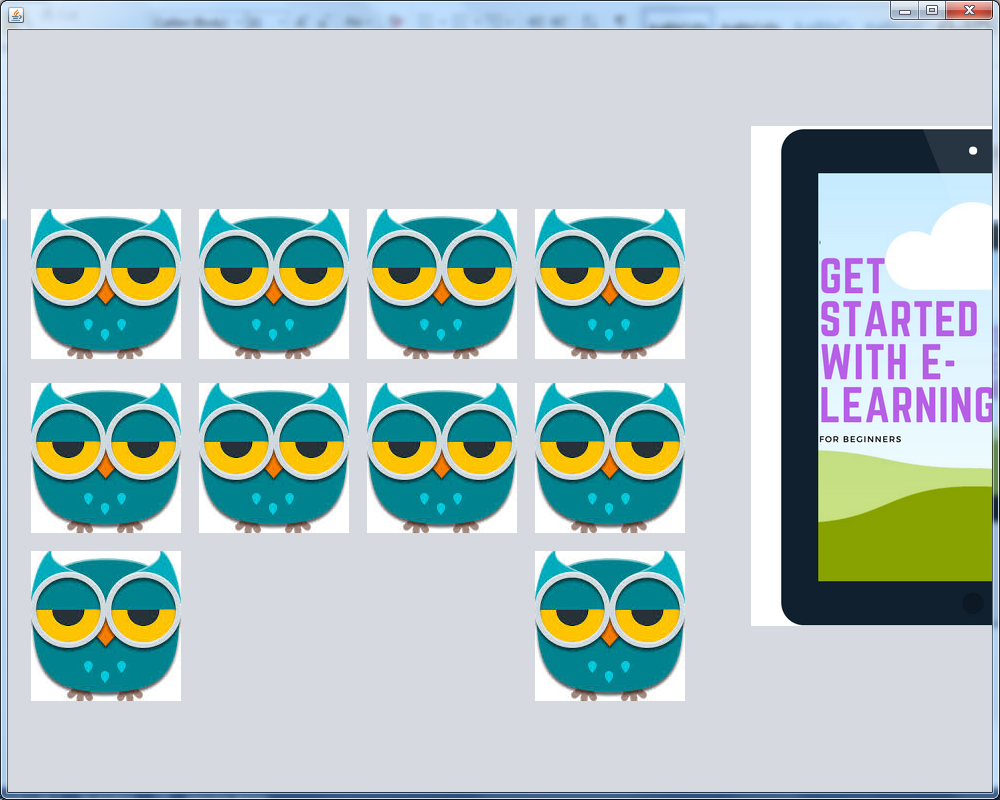 GET
STARTED
WITH E-
LEARNING
FOR BEGINNERS